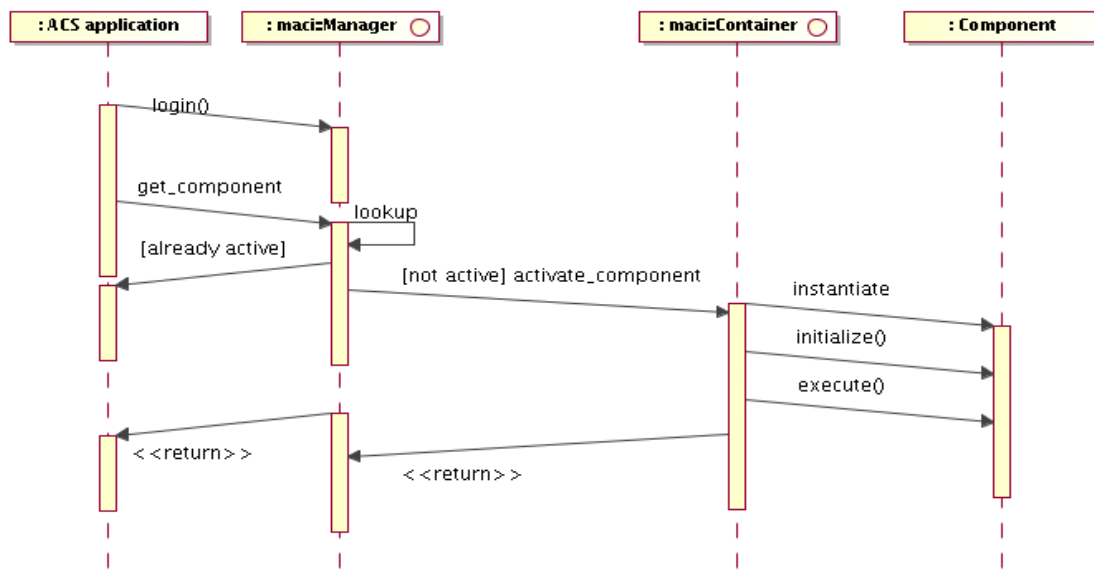 : ACS application
: maci::Manager
: maci::Container
: Component
login()
get_component
lookup
[already active]
[not active] activate_component
instantiate
initialize()
execute()
<<return>>
<<return>>